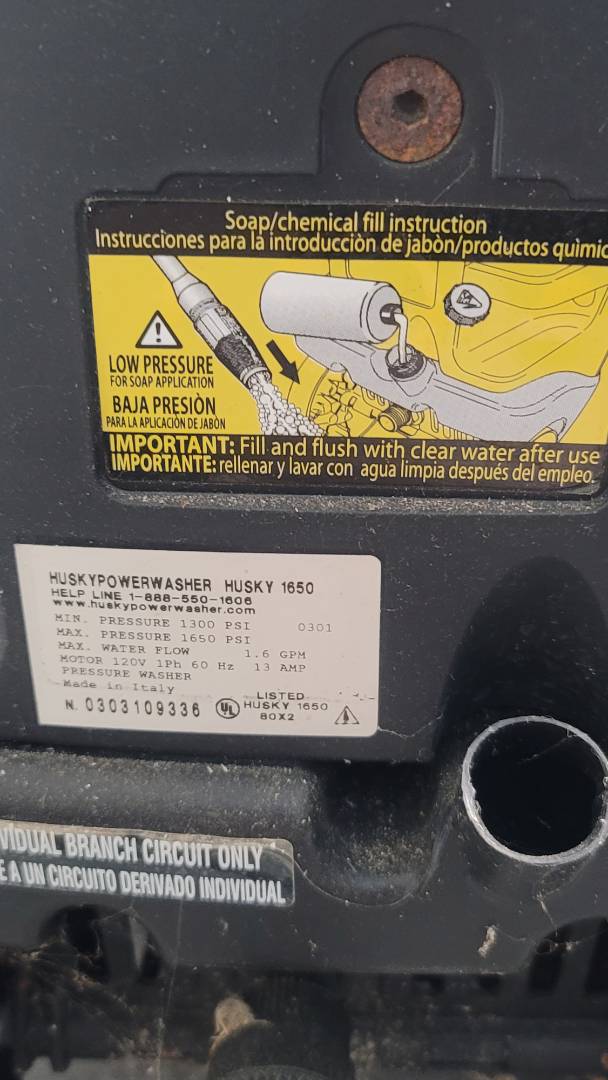 Soap/chemical fill instruction
Instrucciones para la introducciòn de jabòn/productos quìmic
LOW PRESSURE
FOR SOAP APPLICATION
BAJA PRESIÒN
PARA LA APLICACIÒN DE JABÒN
IMPORTANT: Fill and flush with clear water after use
IMPORTANTE: rellenar y lavar con agua limpia después del empleo.
HUSKYPOWERWASHER HUSKY 1650
HELP LINE 1-888-550-1606
www.huskypowerwasher.com
MIN. PRESSURE 1300 PSI 0301
MAX. PRESSURE 1650 PSI
MAX. WATER FLOW 1.6 GPM
MOTOR 120V 1Ph 60 Hz 13 AMP
PRESSURE WASHER
Made in Italy
N. 0303109336 UL LISTED
HUSKY 1650
80X2
VIDUAL BRANCH CIRCUIT ONLY
E A UN CIRCUITO DERIVADO INDIVIDUAL